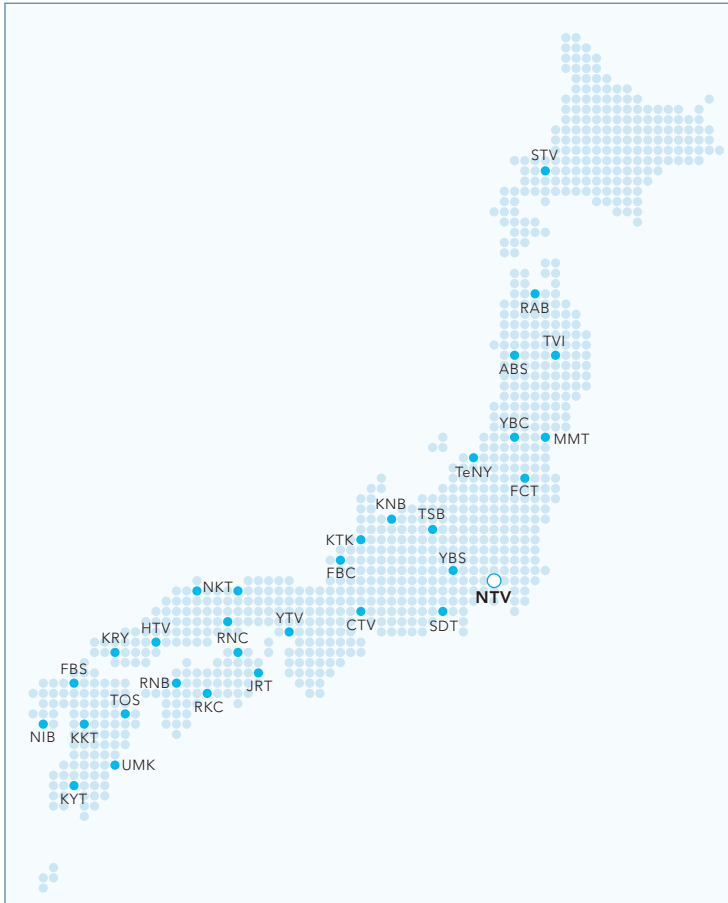 STV
RAB
TVI
ABS
YBC
MMT
TeNY
FCT
KNB
TSB
KTK
YBS
FBC
NKT
NTV
CTV
SDT
YTV
HTV
RNC
KRY
FBS
RNB
JRT
TOS
RKC
NIB
KKT
UMK
KYT